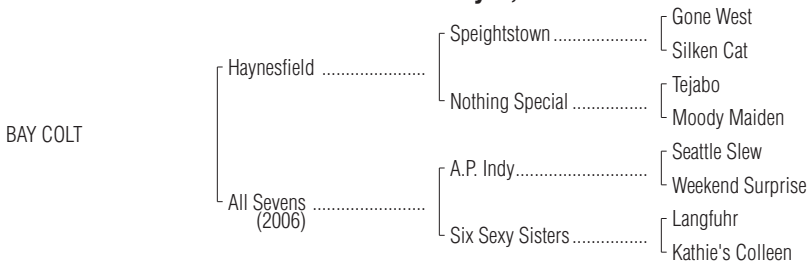 Gone West
Speightstown ....................
Silken Cat
Haynesfield ......................
Tejabo
Nothing Special ................
Moody Maiden
BAY COLT
Seattle Slew
A.P. Indy............................
Weekend Surprise
All Sevens ........................
(2006)
Langfuhr
Six Sexy Sisters ................
Kathie's Colleen